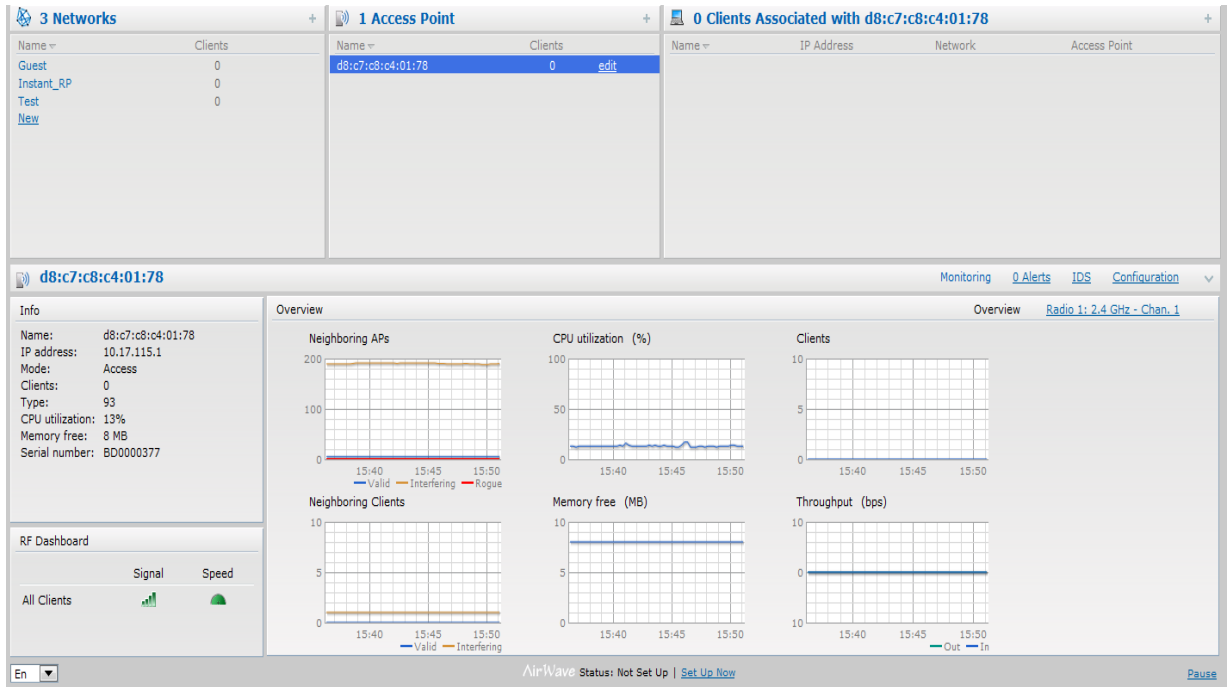 3 Networks +
Name Clients
Guest 0
Instant_RP 0
Test 0
New
1 Access Point +
Name Clients
d8:c7:c8:c4:01:78 0 edit
0 Clients Associated with d8:c7:c8:c4:01:78 +
Name IP Address Network Access Point
d8:c7:c8:c4:01:78
Monitoring 0 Alerts IDS Configuration
Info
Name: d8:c7:c8:c4:01:78
IP address: 10.17.115.1
Mode: Access
Clients: 0
Type: 93
CPU utilization: 13%
Memory free: 8 MB
Serial number: BD0000377
RF Dashboard
Signal Speed
All Clients
Overview
Overview Radio 1: 2.4 GHz - Chan. 1
Neighboring APs
200
100
0
15:40 15:45 15:50
Valid Interfering Rogue
CPU utilization (%)
100
50
0
15:40 15:45 15:50
Clients
10
5
0
15:40 15:45 15:50
Neighboring Clients
10
5
0
15:40 15:45 15:50
Valid Interfering
Memory free (MB)
10
5
0
15:40 15:45 15:50
Throughput (bps)
10
0
10
15:40 15:45 15:50
Out In
En
AirWave Status: Not Set Up | Set Up Now
Pause